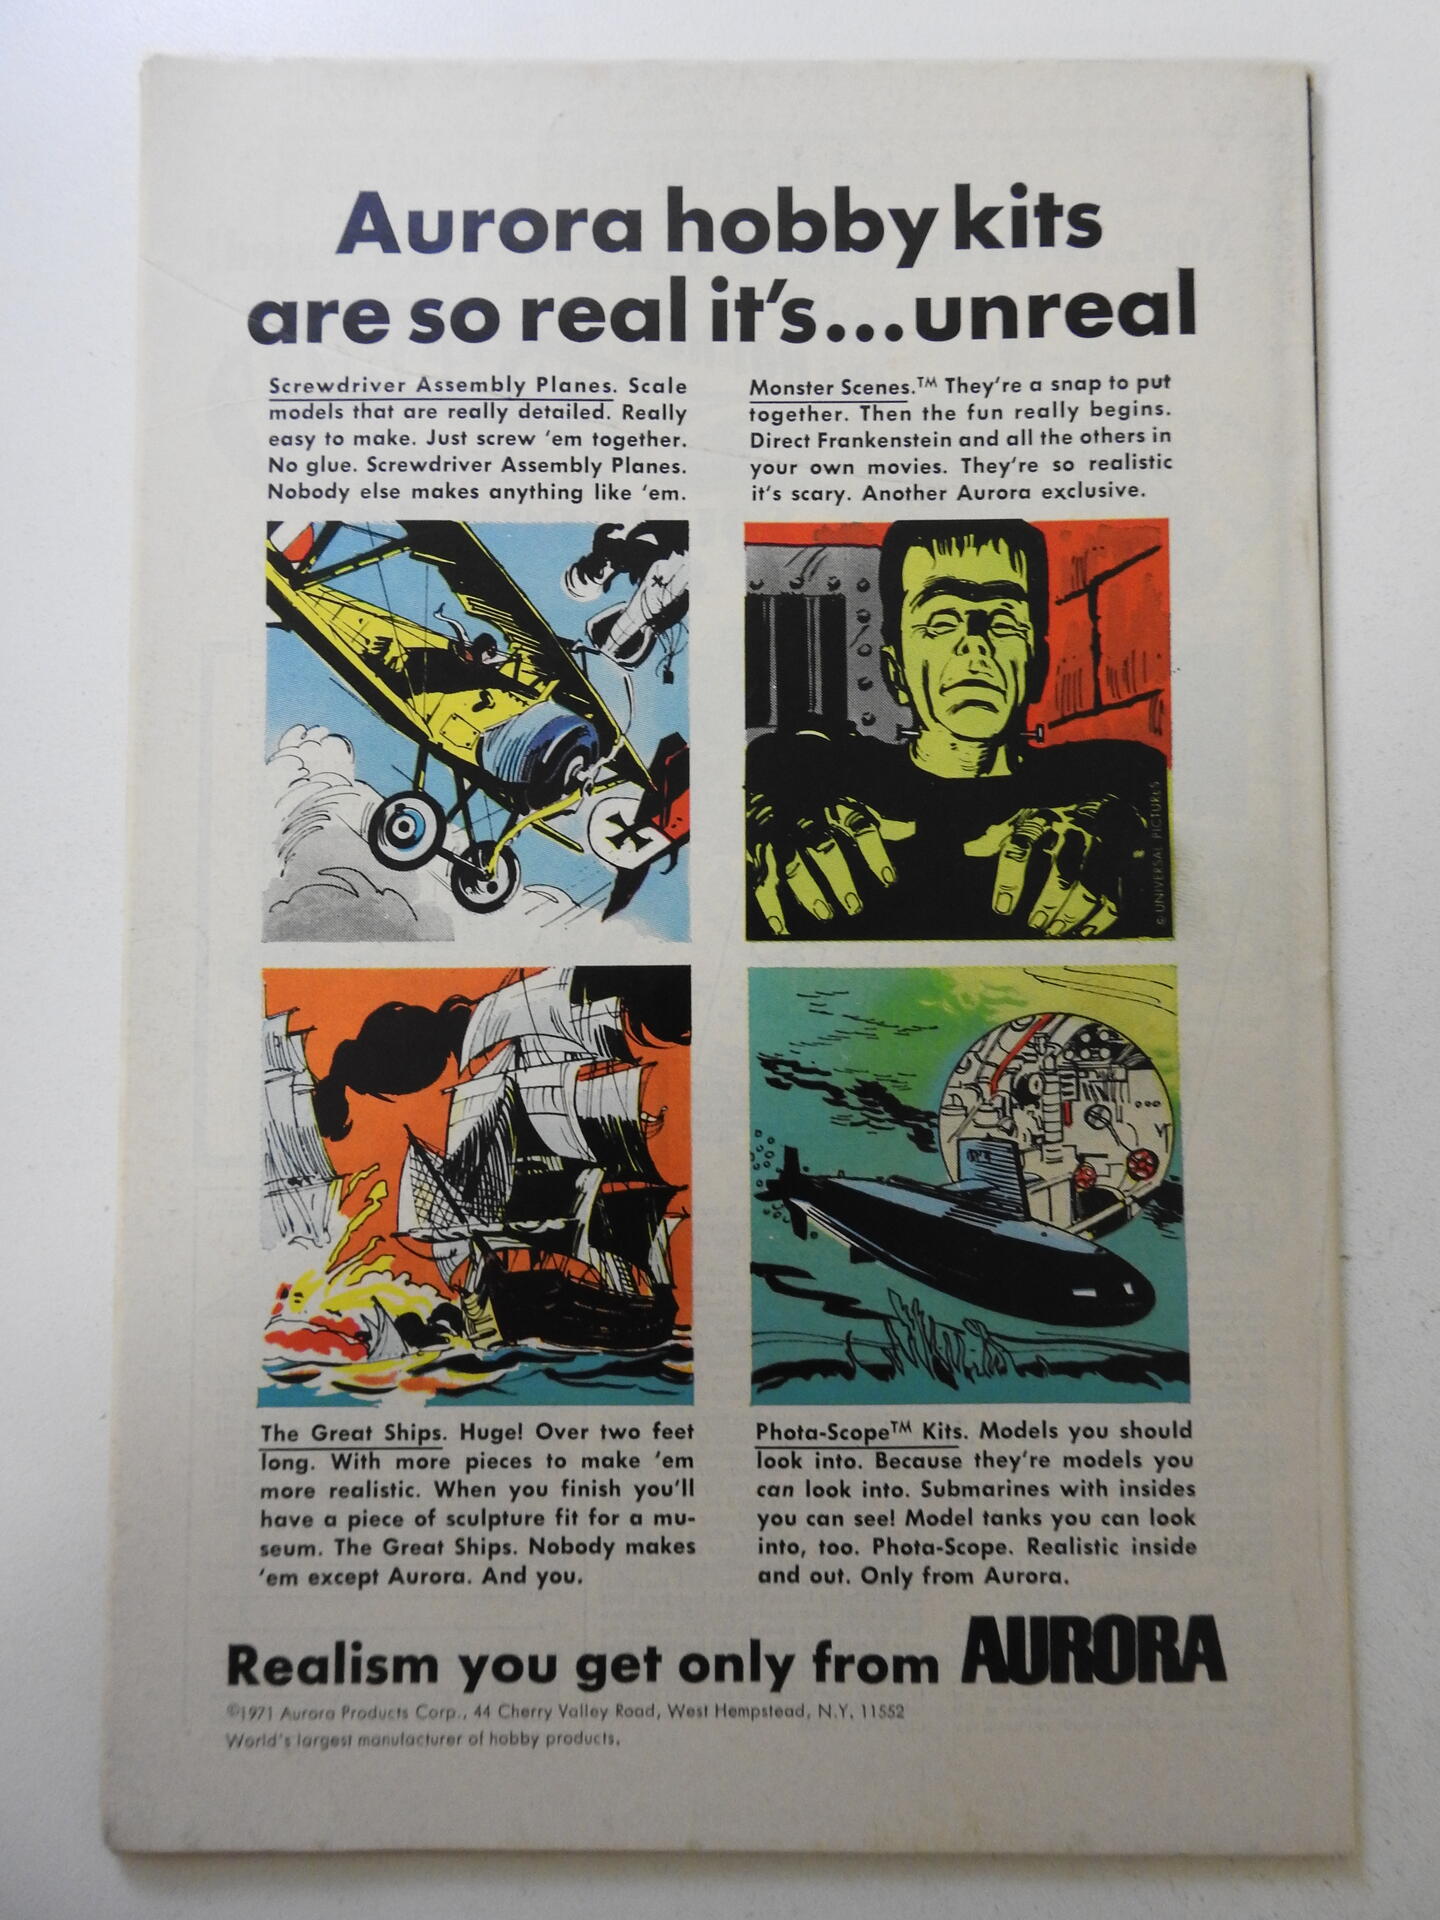 Aurora hobby kits
are so real it's...unreal
Screwdriver Assembly Planes. Scale
models that are really detailed. Really
easy to make. Just screw 'em together.
No glue. Screwdriver Assembly Planes.
Nobody else makes anything like 'em.
Monster Scenes.™ They're a snap to put
together. Then the fun really begins.
Direct Frankenstein and all the others in
your own movies. They're so realistic
it's scary. Another Aurora exclusive.
© UNIVERSAL PICTURES
The Great Ships. Huge! Over two feet
long. With more pieces to make 'em
more realistic. When you finish you'll
have a piece of sculpture fit for a mu-
seum. The Great Ships. Nobody makes
'em except Aurora. And you.
Phota-Scope™ Kits. Models you should
look into. Because they're models you
can look into. Submarines with insides
you can see! Model tanks you can look
into, too. Phota-Scope. Realistic inside
and out. Only from Aurora.
Realism you get only from AURORA
©1971 Aurora Products Corp., 44 Cherry Valley Road, West Hempstead, N.Y. 11552
World's largest manufacturer of hobby products.